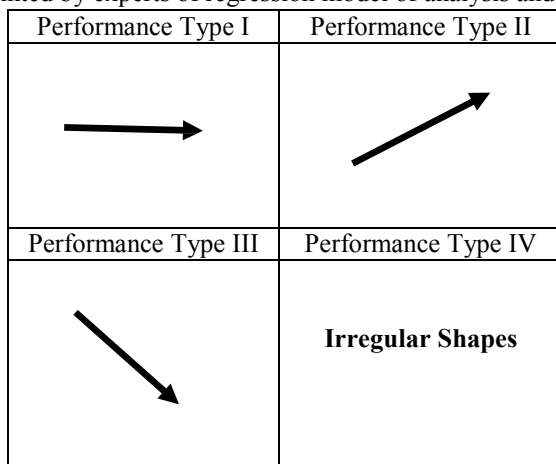 by experts of regression model of analysis and
Performance Type I Performance Type II
Performance Type III Performance Type IV
Irregular Shapes